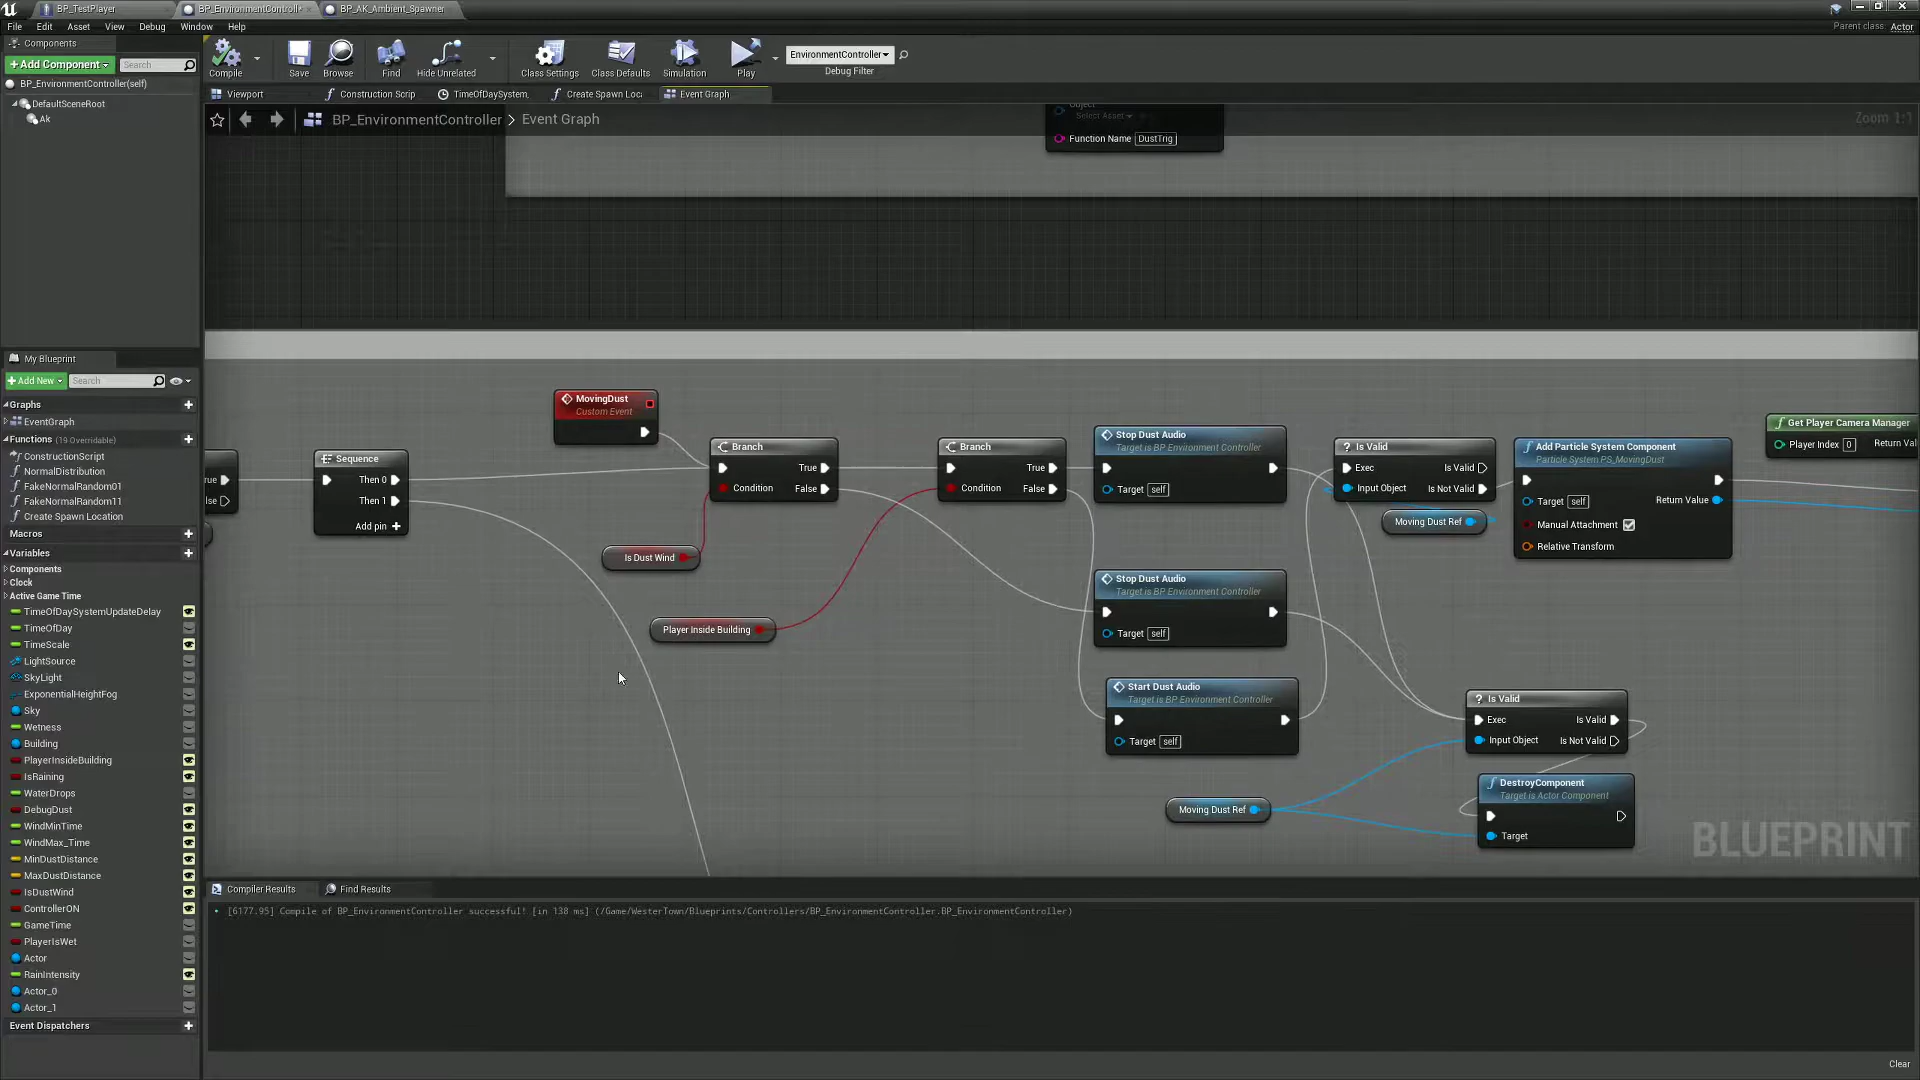 BP_TestPlayer
BP_EnvironmentControll
BP_AK_Ambient_Spawner
File Edit Asset View Debug Window Help
Parent class: Actor
Components
+Add Component Search
BP_EnvironmentController(self)
DefaultSceneRoot
Ak
Compile Save Browse Find Hide Unrelated Class Settings Class Defaults Simulation Play
EnvironmentController
Debug Filter
Viewport Construction Scrip TimeOfDaySystem. Create Spawn Loc Event Graph
BP_EnvironmentController > Event Graph
Zoom 1:1
Object
Select Asset
Function Name DustTrig
My Blueprint
+Add New Search
Graphs
EventGraph
Functions (19 Overridable)
ConstructionScript
NormalDistribution
FakeNormalRandom01
FakeNormalRandom11
Create Spawn Location
Macros
Variables
Components
Clock
Active Game Time
TimeOfDaySystemUpdateDelay
TimeOfDay
TimeScale
LightSource
SkyLight
ExponentialHeightFog
Sky
Wetness
Building
PlayerInsideBuilding
IsRaining
WaterDrops
DebugDust
WindMinTime
WindMax_Time
MinDustDistance
MaxDustDistance
IsDustWind
ControllerON
GameTime
PlayerIsWet
Actor
RainIntensity
Actor_0
Actor_1
Event Dispatchers
rue
alse
Sequence
Then 0
Then 1
Add pin +
MovingDust
Custom Event
Branch
True
Condition False
Is Dust Wind
Player Inside Building
Branch
True
Condition False
Stop Dust Audio
Target is BP Environment Controller
Target self
Stop Dust Audio
Target is BP Environment Controller
Target self
Start Dust Audio
Target is BP Environment Controller
Target self
? Is Valid
Exec Is Valid
Input Object Is Not Valid
Moving Dust Ref
Add Particle System Component
Particle System PS_MovingDust
Target self
Return Value
Manual Attachment
Relative Transform
Get Player Camera Manager
Player Index 0 Return Val
? Is Valid
Exec Is Valid
Input Object Is Not Valid
Moving Dust Ref
DestroyComponent
Target is Actor Component
Target
BLUEPRINT
Compiler Results Find Results
[6177.95] Compile of BP_EnvironmentController successful! [in 138 ms] (/Game/WesterTown/Blueprints/Controllers/BP_EnvironmentController.BP_EnvironmentController)
Clear